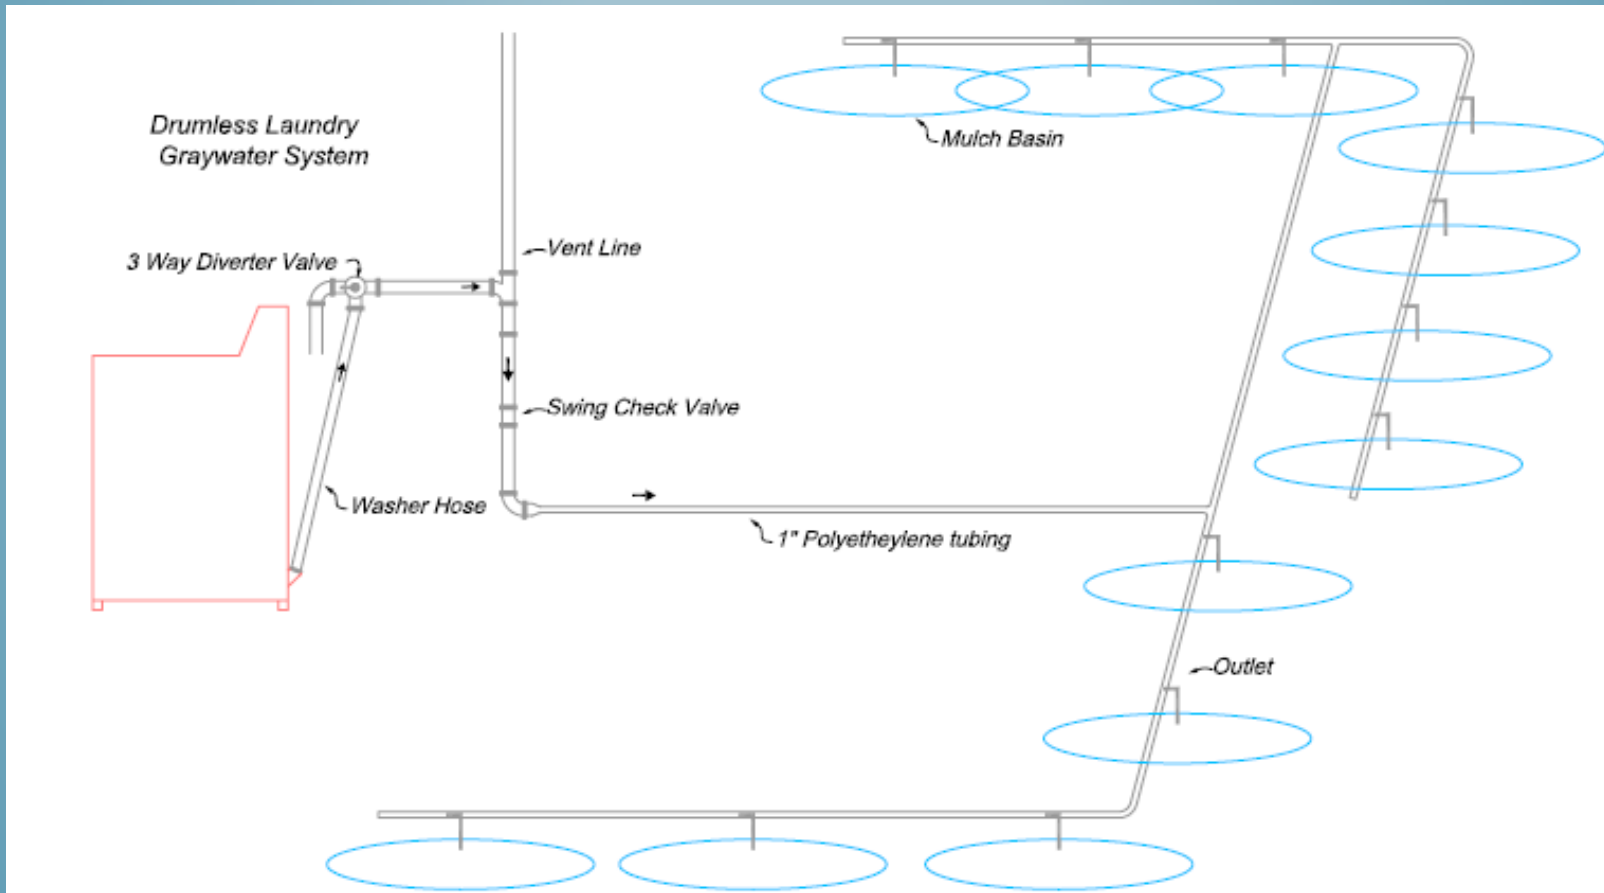 Drumless Laundry
Graywater System
Mulch Basin
Vent Line
3 Way Diverter Valve
Swing Check Valve
Washer Hose
1" Polyetheylene tubing
Outlet